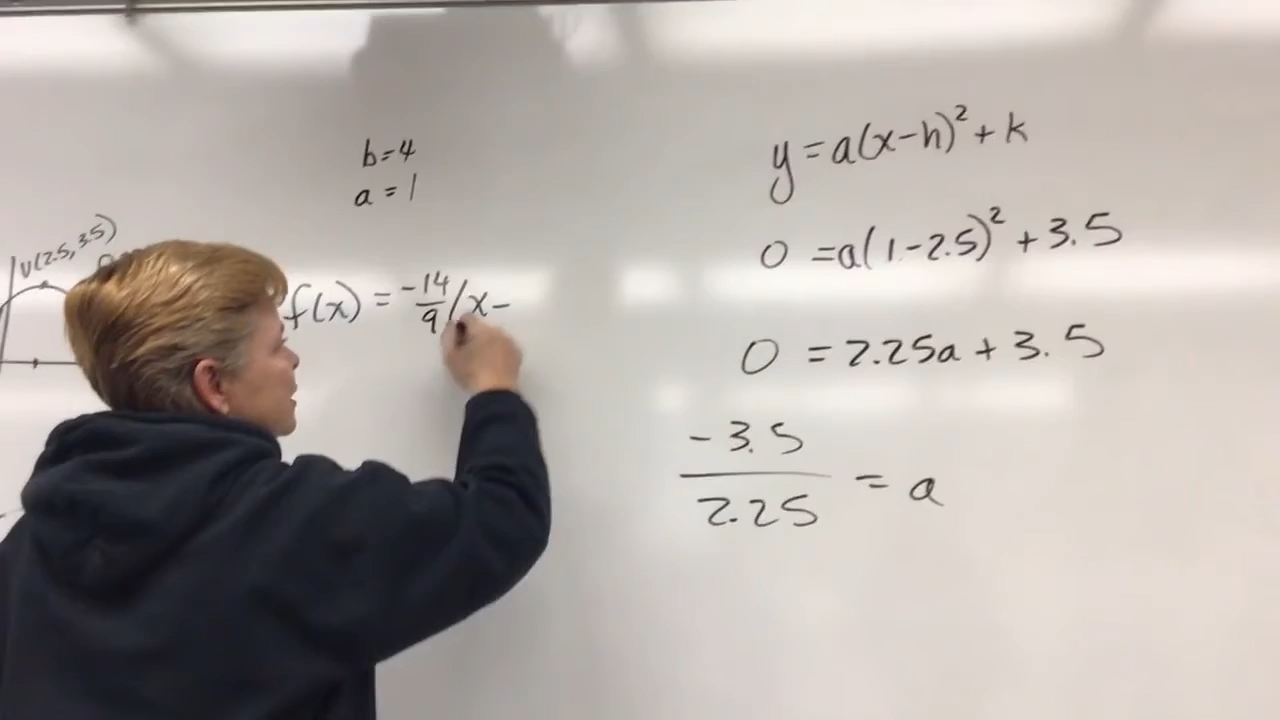 b=4
a = 1
V(2.5, 3.5)
f(x) = -14/9 (x-
y = a(x-h)² + k
0 = a(1-2.5)² + 3.5
0 = 2.25a + 3.5
-3.5
2.25 = a